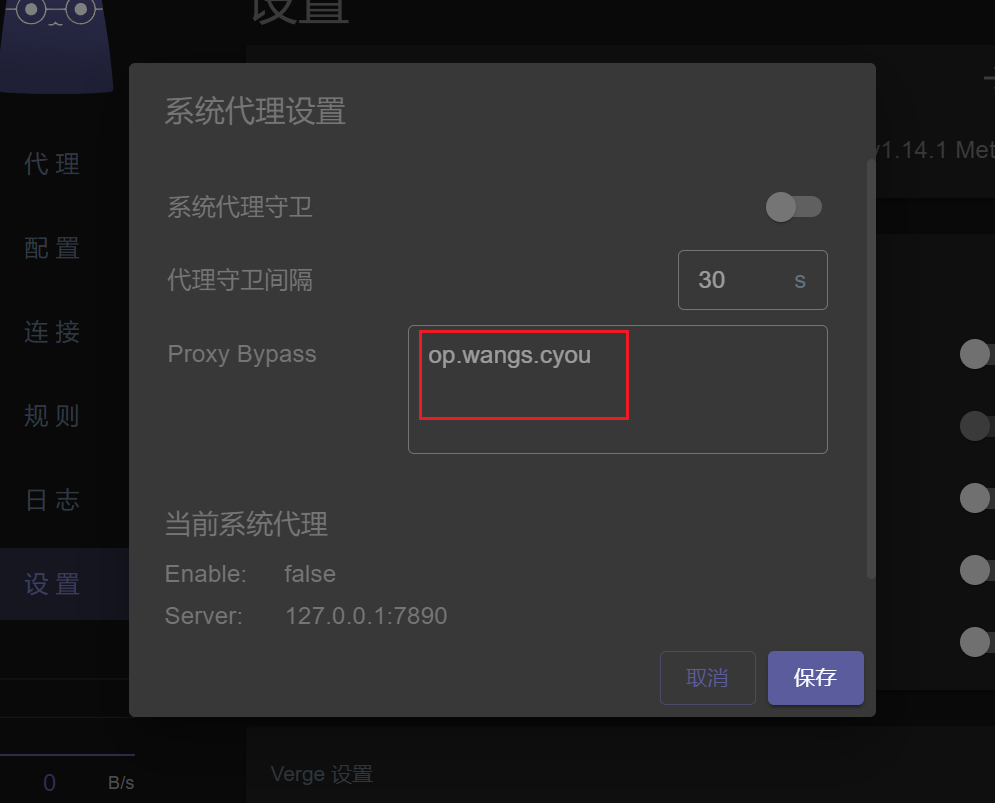 设置
v1.14.1 Met
系统代理设置
代理
系统代理守卫
配置
代理守卫间隔
30 s
连接
Proxy Bypass
op.wangs.cyou
规则
日志
当前系统代理
设置
Enable: false
Server: 127.0.0.1:7890
取消
保存
Verge 设置
0 B/s